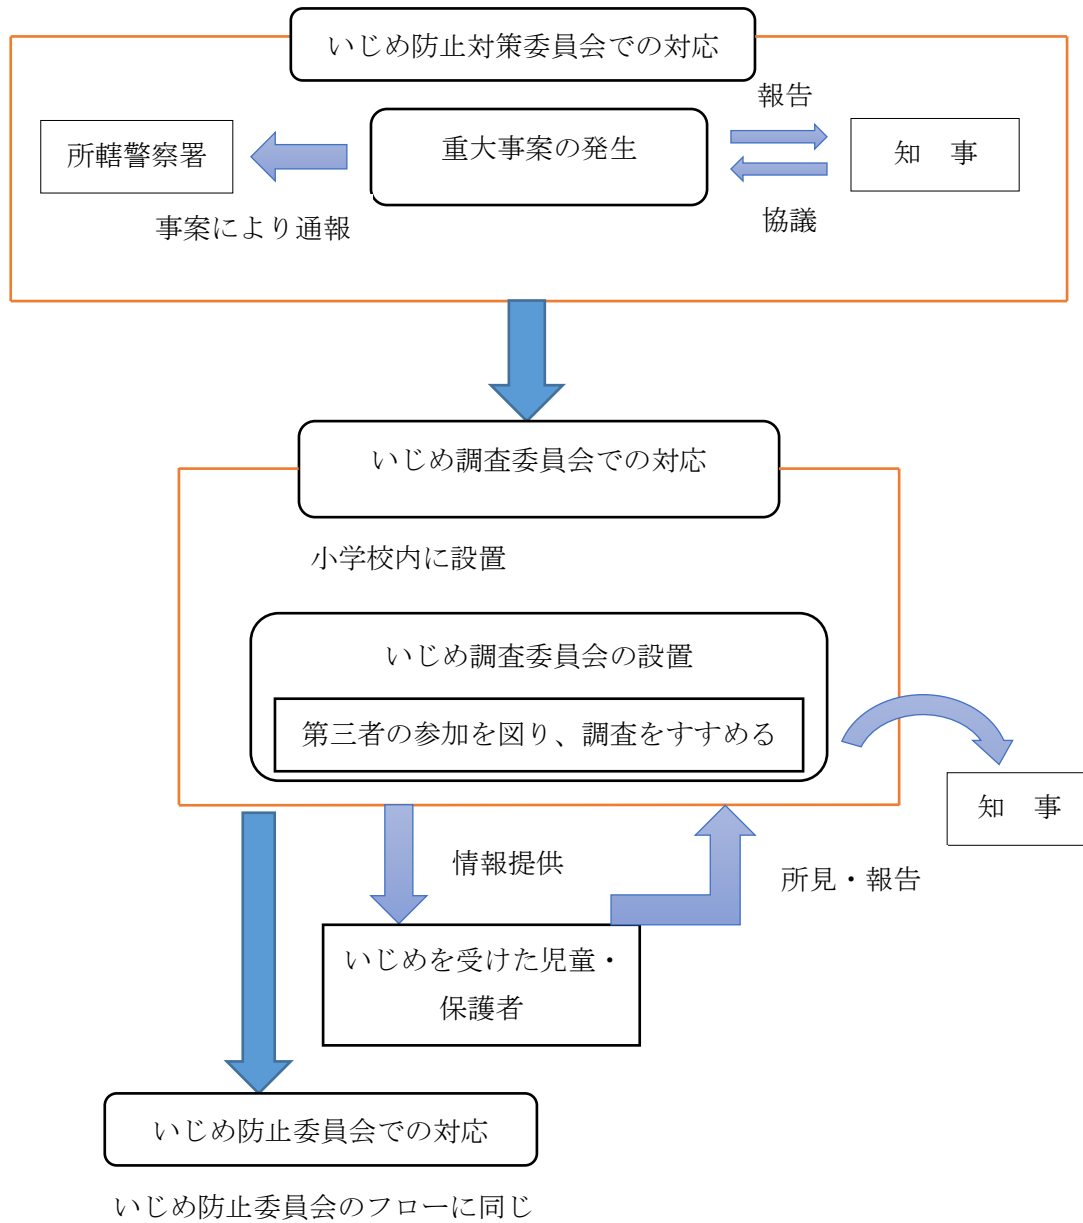 いじめ防止対策委員会での対応
報告
所轄警察署
重大事案の発生
知　事
事案により通報
協議
いじめ調査委員会での対応
小学校内に設置
いじめ調査委員会の設置
第三者の参加を図り、調査をすすめる
知　事
情報提供
所見・報告
いじめを受けた児童・
保護者
いじめ防止委員会での対応
いじめ防止委員会のフローに同じ